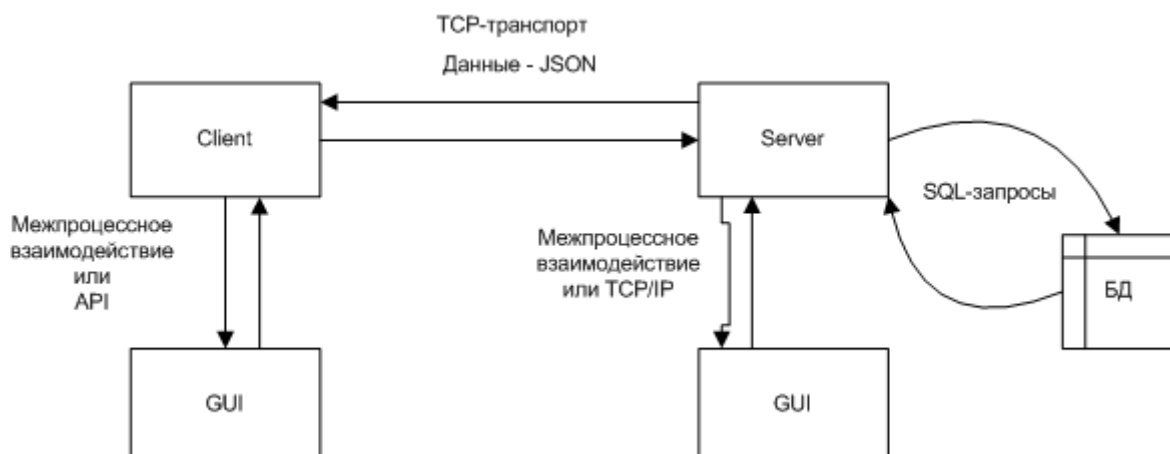 TCP-транспорт
Данные - JSON
Client
Server
SQL-запросы
Межпроцессное
взаимодействие
или
API
Межпроцессное
взаимодействие
или TCP/IP
БД
GUI
GUI